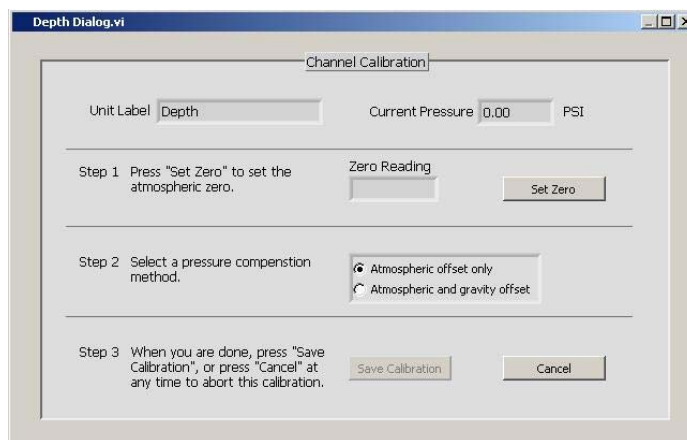 Depth Dialog.vi
Channel Calibration
Unit Label Depth Current Pressure 0.00 PSI
Step 1 Press "Set Zero" to set the
atmospheric zero.
Zero Reading
Set Zero
Step 2 Select a pressure compenstion
method.
Atmospheric offset only
Atmospheric and gravity offset
Step 3 When you are done, press "Save
Calibration", or press "Cancel" at
any time to abort this calibration.
Save Calibration
Cancel